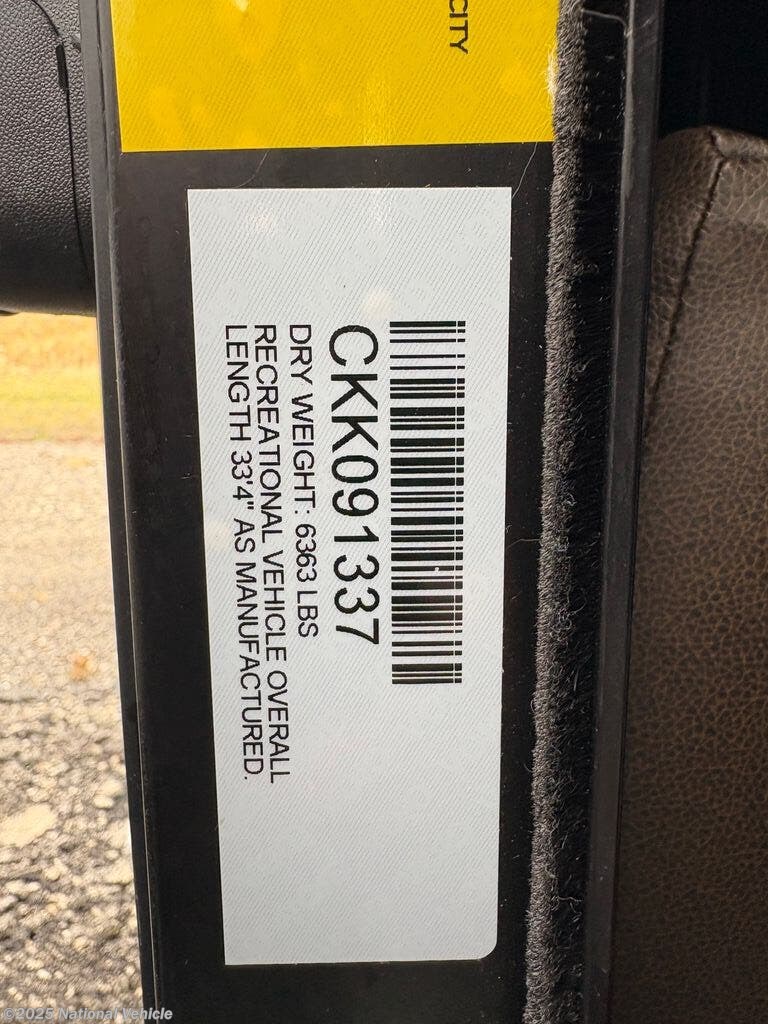 CITY
CKK091337
DRY WEIGHT: 6363 LBS
RECREATIONAL VEHICLE OVERALL
LENGTH 33'4" AS MANUFACTURED.
©2025 National Vehicle